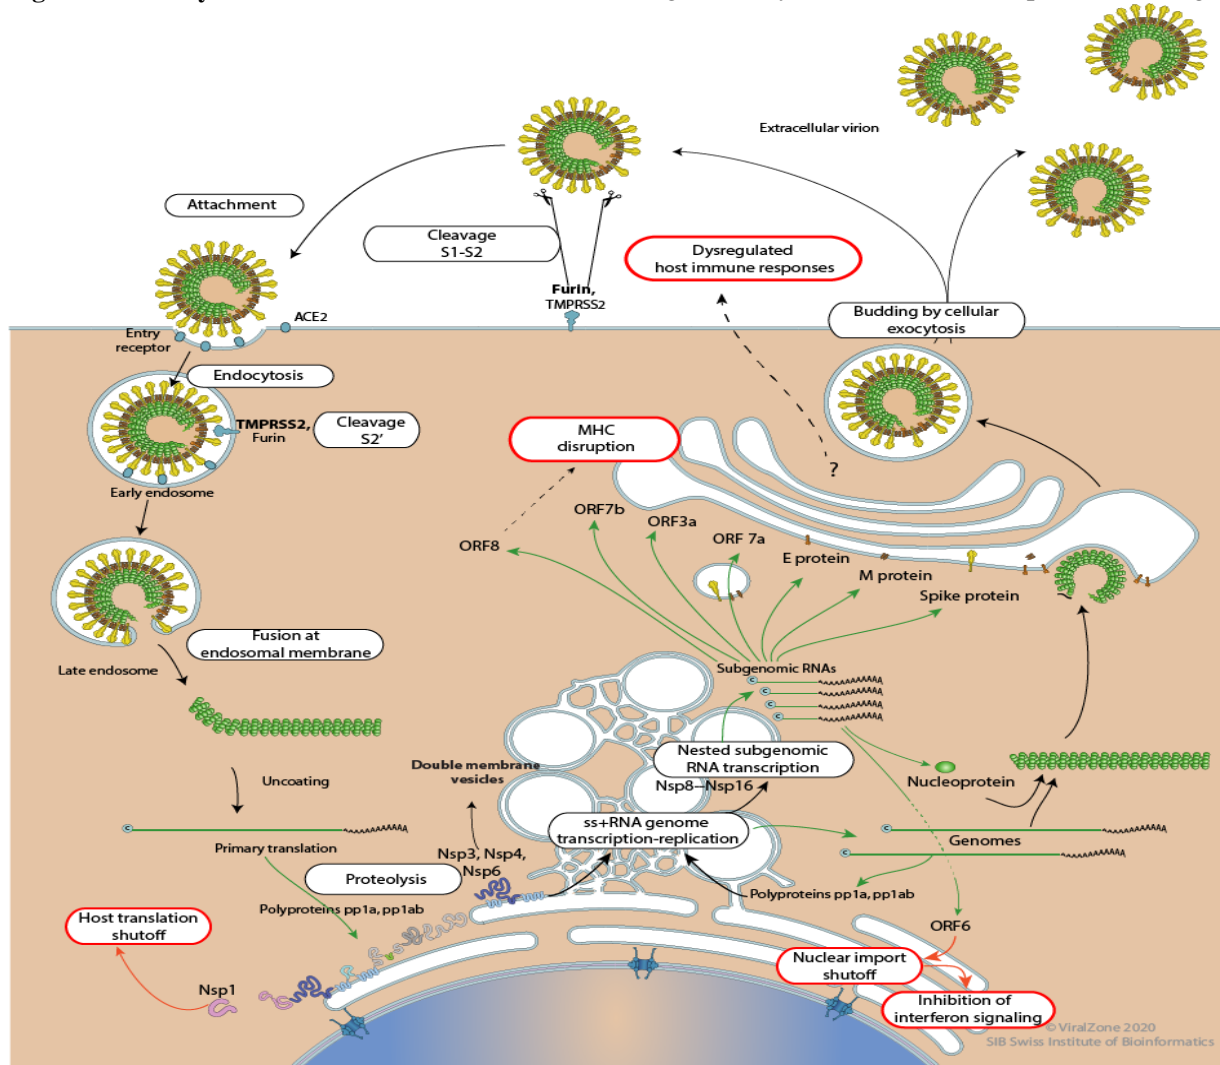 Extracellular virion
Attachment
Cleavage
S1-S2
Dysregulated
host immune responses
Furin,
TMPRSS2
Budding by cellular
exocytosis
ACE2
Entry
receptor
Endocytosis
TMPRSS2,
Furin
Cleavage
S2'
MHC
disruption
?
Early endosome
ORF7b
ORF3a
ORF8
ORF 7a
E protein
M protein
Spike protein
Fusion at
endosomal membrane
Late endosome
Subgenomic RNAs
C
C
C
C
Nested subgenomic
RNA transcription
Nsp8–Nsp16
Double membrane
vesicles
Uncoating
Nucleoprotein
ss+RNA genome
transcription-replication
C
C
Genomes
C
Primary translation
Nsp3, Nsp4,
Nsp6
Proteolysis
Polyproteins pp1a, pp1ab
Polyproteins pp1a, pp1ab
Host translation
shutoff
ORF6
Nuclear import
shutoff
Nsp1
Inhibition of
interferon signaling
© ViralZone 2020
SIB Swiss Institute of Bioinformatics